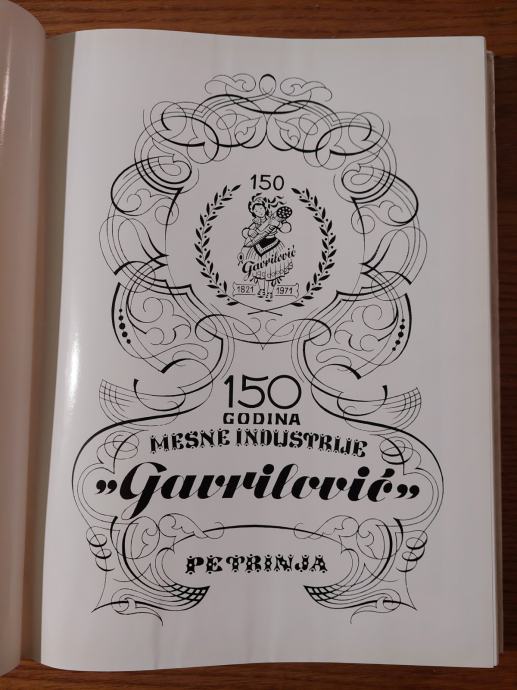 150
Gavrilović
1821 1971
150
GODINA
MESNE INDUSTRIJE
„Gavrilović”
PETRINJA